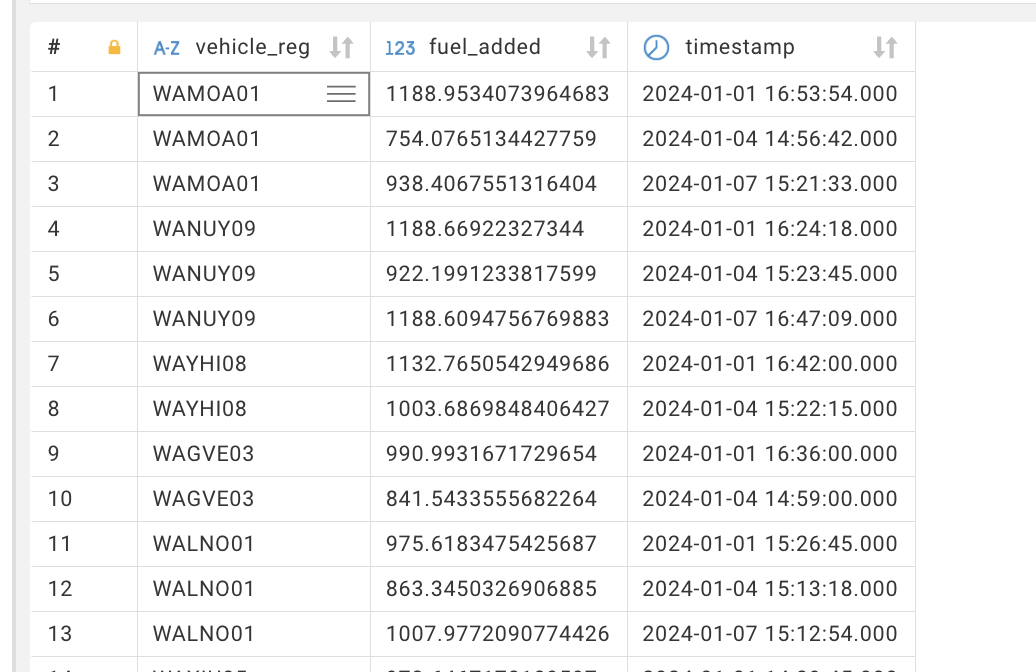 # A-Z vehicle_reg 123 fuel_added timestamp
1 WAMOA01 1188.9534073964683 2024-01-01 16:53:54.000
2 WAMOA01 754.0765134427759 2024-01-04 14:56:42.000
3 WAMOA01 938.4067551316404 2024-01-07 15:21:33.000
4 WANUY09 1188.66922327344 2024-01-01 16:24:18.000
5 WANUY09 922.1991233817599 2024-01-04 15:23:45.000
6 WANUY09 1188.6094756769883 2024-01-07 16:47:09.000
7 WAYHI08 1132.7650542949686 2024-01-01 16:42:00.000
8 WAYHI08 1003.6869848406427 2024-01-04 15:22:15.000
9 WAGVE03 990.9931671729654 2024-01-01 16:36:00.000
10 WAGVE03 841.5433555682264 2024-01-04 14:59:00.000
11 WALNO01 975.6183475425687 2024-01-01 15:26:45.000
12 WALNO01 863.3450326906885 2024-01-04 15:13:18.000
13 WALNO01 1007.9772090774426 2024-01-07 15:12:54.000